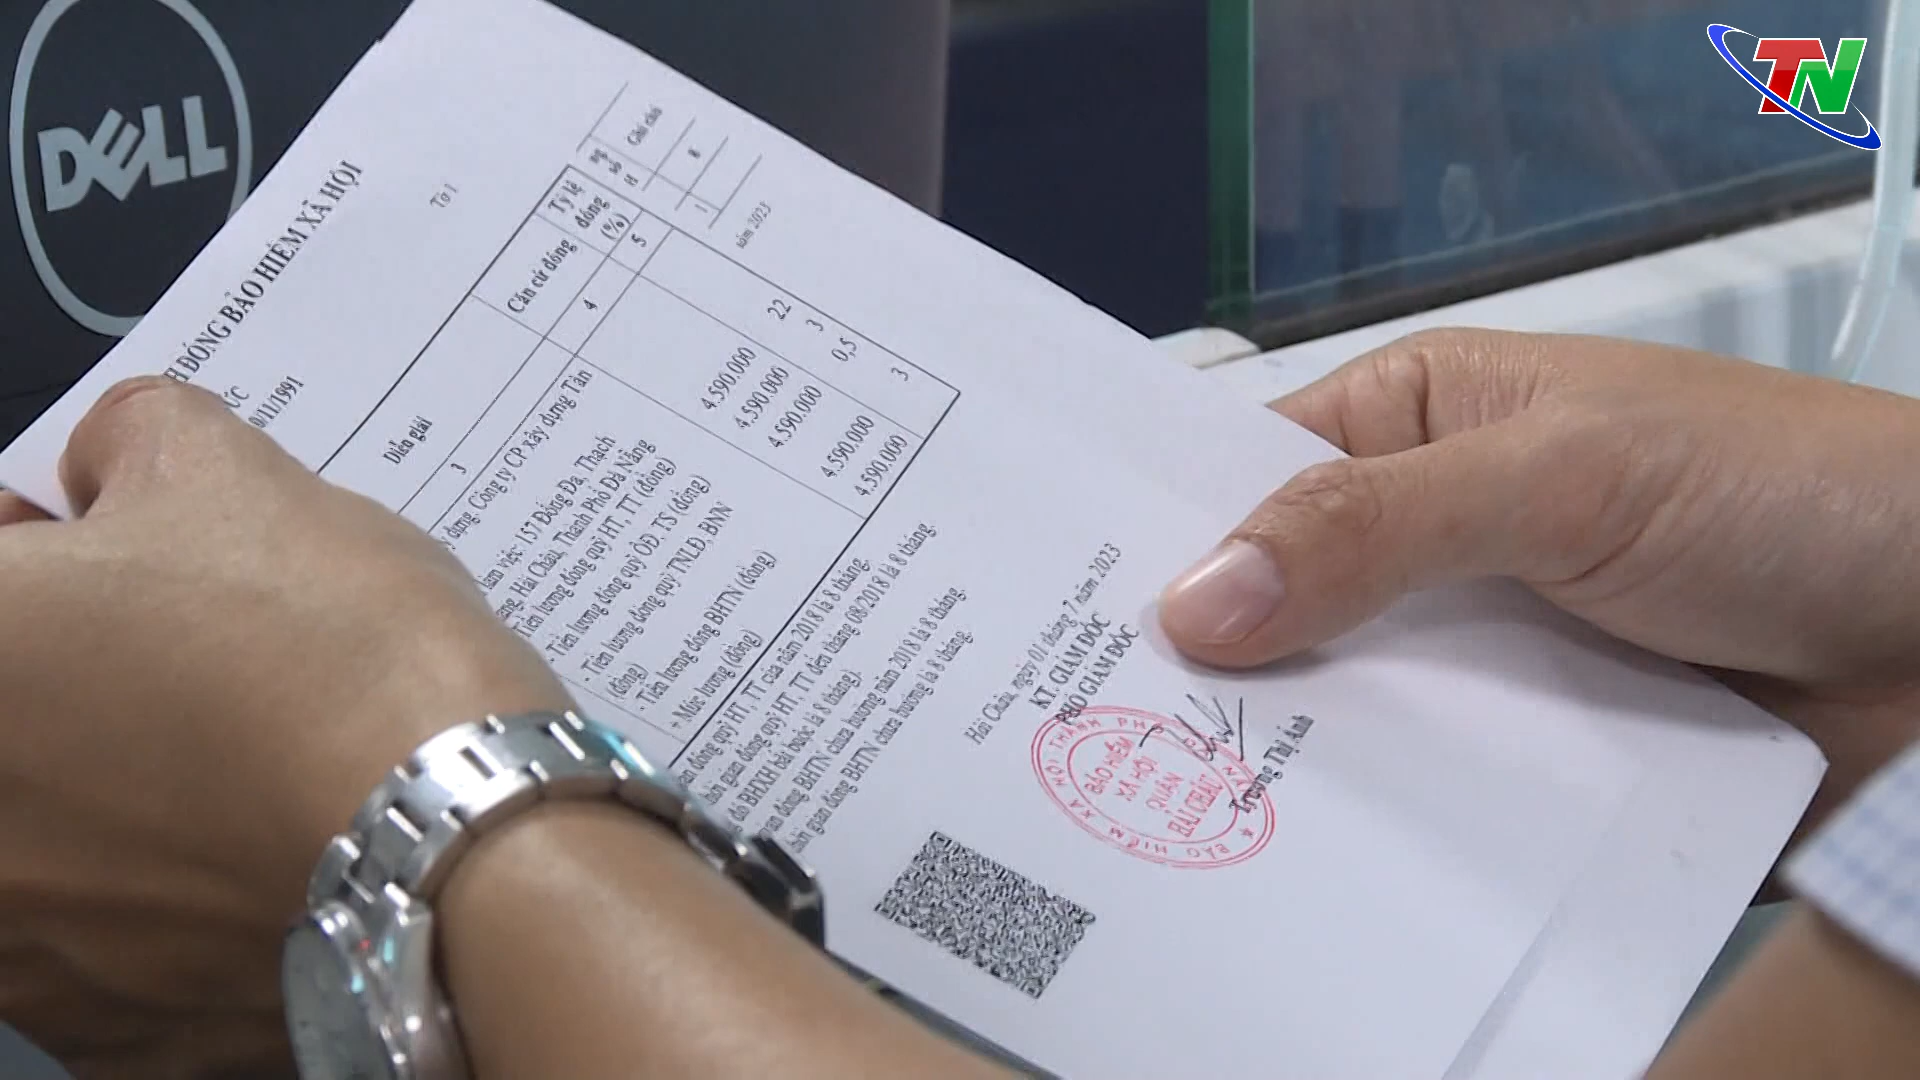 DELL
TN
H ĐÓNG BẢO HIỂM XÃ HỘI
Tờ 1
ỨC
0/11/1991
Diễn giải
Căn cứ đóng
Tỷ lệ đóng (%)
Ghi chú
3
4
5
8
1
năm 2023
y dựng, Công ty CP xây dựng Tân
làm việc: 157 Đống Đa, Thạch
ang, Hải Châu, Thành Phố Đà Nẵng
- Tiền lương đóng quỹ HT, TT (đồng)
4.590.000
22
- Tiền lương đóng quỹ ÔĐ, TS (đồng)
4.590.000
3
- Tiền lương đóng quỹ TNLĐ, BNN
(đồng)
4.590.000
0,5
- Tiền lương đóng BHTN (đồng)
4.590.000
3
+ Mức lương (đồng)
4.590.000
an đóng quỹ HT, TT của năm 2018 là 8 tháng.
hời gian đóng quỹ HT, TT đến tháng 08/2018 là 8 tháng.
đó BHXH bắt buộc là 8 tháng).
an đóng BHTN chưa hưởng năm 2018 là 8 tháng.
hời gian đóng BHTN chưa hưởng là 8 tháng.
Hải Châu, ngày 01 tháng 7 năm 2023
KT. GIÁM ĐỐC
PHÓ GIÁM ĐỐC
BẢO HIỂM
XÃ HỘI
QUẬN
HẢI CHÂU
Trương Thị Ánh